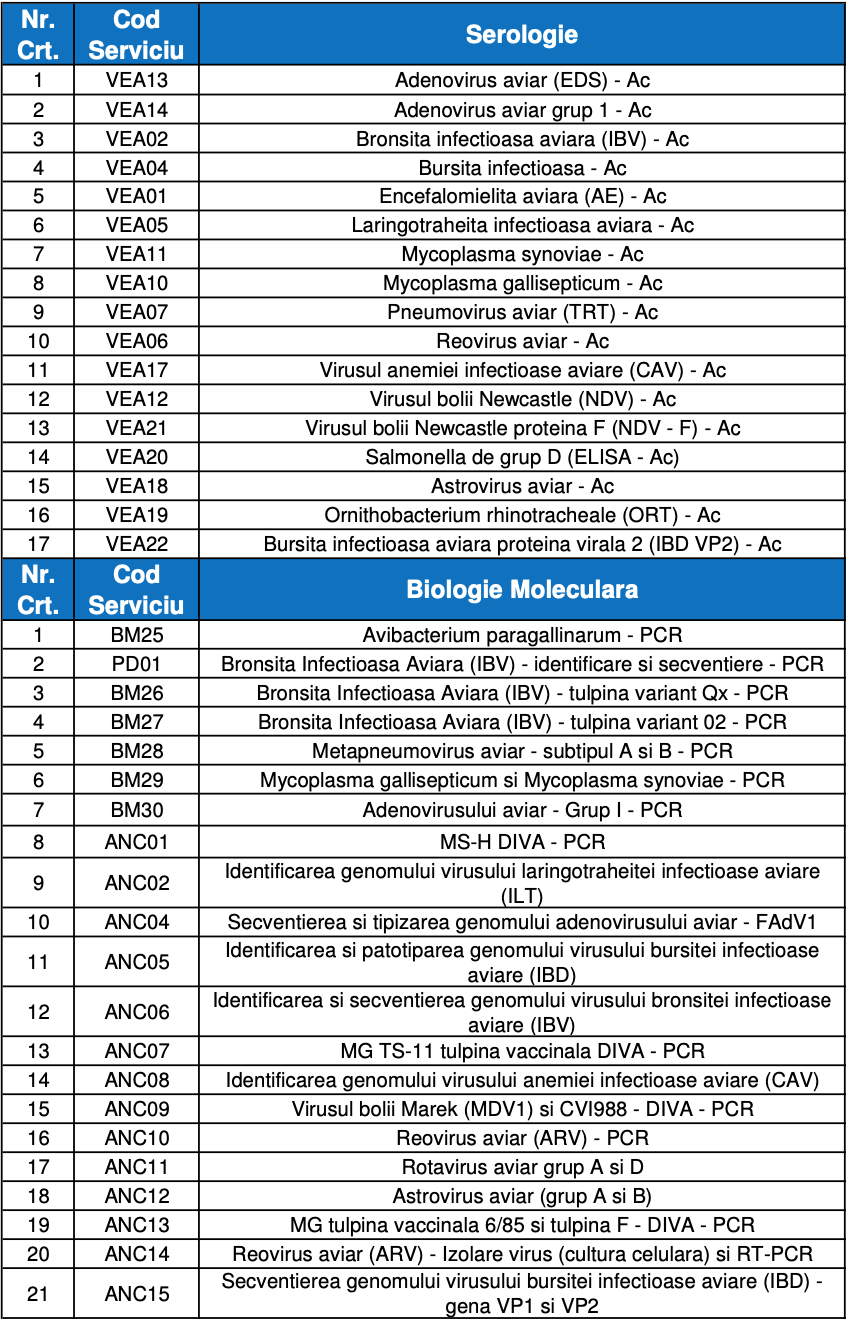 Nr. Crt. Cod Serviciu Serologie
1 VEA13 Adenovirus aviar (EDS) - Ac
2 VEA14 Adenovirus aviar grup 1 - Ac
3 VEA02 Bronsita infectioasa aviara (IBV) - Ac
4 VEA04 Bursita infectioasa - Ac
5 VEA01 Encefalomielita aviara (AE) - Ac
6 VEA05 Laringotraheita infectioasa aviara - Ac
7 VEA11 Mycoplasma synoviae - Ac
8 VEA10 Mycoplasma gallisepticum - Ac
9 VEA07 Pneumovirus aviar (TRT) - Ac
10 VEA06 Reovirus aviar - Ac
11 VEA17 Virusul anemiei infectioase aviare (CAV) - Ac
12 VEA12 Virusul bolii Newcastle (NDV) - Ac
13 VEA21 Virusul bolii Newcastle proteina F (NDV - F) - Ac
14 VEA20 Salmonella de grup D (ELISA - Ac)
15 VEA18 Astrovirus aviar - Ac
16 VEA19 Ornithobacterium rhinotracheale (ORT) - Ac
17 VEA22 Bursita infectioasa aviara proteina virala 2 (IBD VP2) - Ac
Nr. Crt. Cod Serviciu Biologie Moleculara
1 BM25 Avibacterium paragallinarum - PCR
2 PD01 Bronsita Infectioasa Aviara (IBV) - identificare si secventiere - PCR
3 BM26 Bronsita Infectioasa Aviara (IBV) - tulpina variant Qx - PCR
4 BM27 Bronsita Infectioasa Aviara (IBV) - tulpina variant 02 - PCR
5 BM28 Metapneumovirus aviar - subtipul A si B - PCR
6 BM29 Mycoplasma gallisepticum si Mycoplasma synoviae - PCR
7 BM30 Adenovirusului aviar - Grup I - PCR
8 ANC01 MS-H DIVA - PCR
9 ANC02 Identificarea genomului virusului laringotraheitei infectioase aviare
(ILT)
10 ANC04 Secventierea si tipizarea genomului adenovirusului aviar - FAdV1
11 ANC05 Identificarea si patotiparea genomului virusului bursitei infectioase
aviare (IBD)
12 ANC06 Identificarea si secventierea genomului virusului bronsitei infectioase
aviare (IBV)
13 ANC07 MG TS-11 tulpina vaccinala DIVA - PCR
14 ANC08 Identificarea genomului virusului anemiei infectioase aviare (CAV)
15 ANC09 Virusul bolii Marek (MDV1) si CVI988 - DIVA - PCR
16 ANC10 Reovirus aviar (ARV) - PCR
17 ANC11 Rotavirus aviar grup A si D
18 ANC12 Astrovirus aviar (grup A si B)
19 ANC13 MG tulpina vaccinala 6/85 si tulpina F - DIVA - PCR
20 ANC14 Reovirus aviar (ARV) - Izolare virus (cultura celulara) si RT-PCR
21 ANC15 Secventierea genomului virusului bursitei infectioase aviare (IBD) -
gena VP1 si VP2